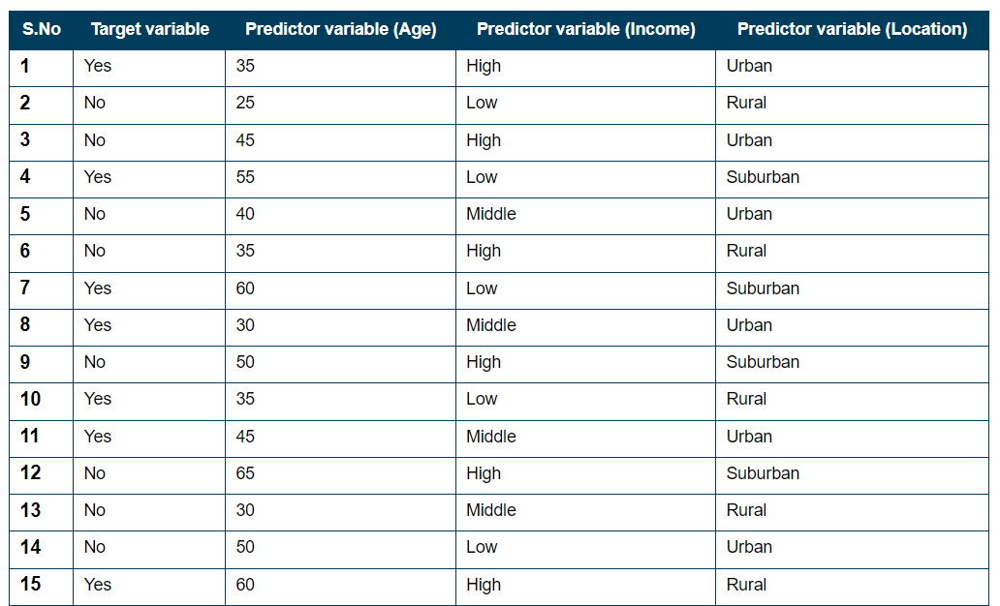 S.No Target variable Predictor variable (Age) Predictor variable (Income) Predictor variable (Location)
1 Yes 35 High Urban
2 No 25 Low Rural
3 No 45 High Urban
4 Yes 55 Low Suburban
5 No 40 Middle Urban
6 No 35 High Rural
7 Yes 60 Low Suburban
8 Yes 30 Middle Urban
9 No 50 High Suburban
10 Yes 35 Low Rural
11 Yes 45 Middle Urban
12 No 65 High Suburban
13 No 30 Middle Rural
14 No 50 Low Urban
15 Yes 60 High Rural